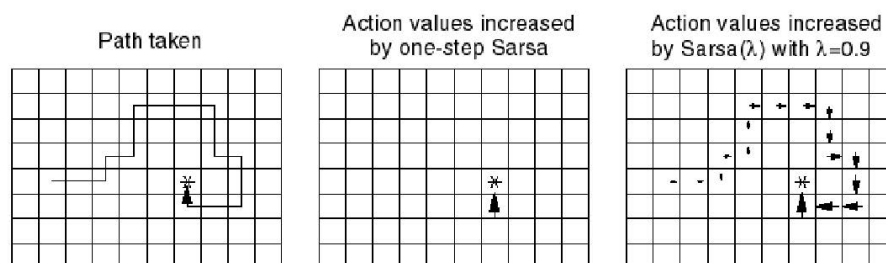 Path taken
Action values increased
by one-step Sarsa
Action values increased
by Sarsa(λ) with λ=0.9